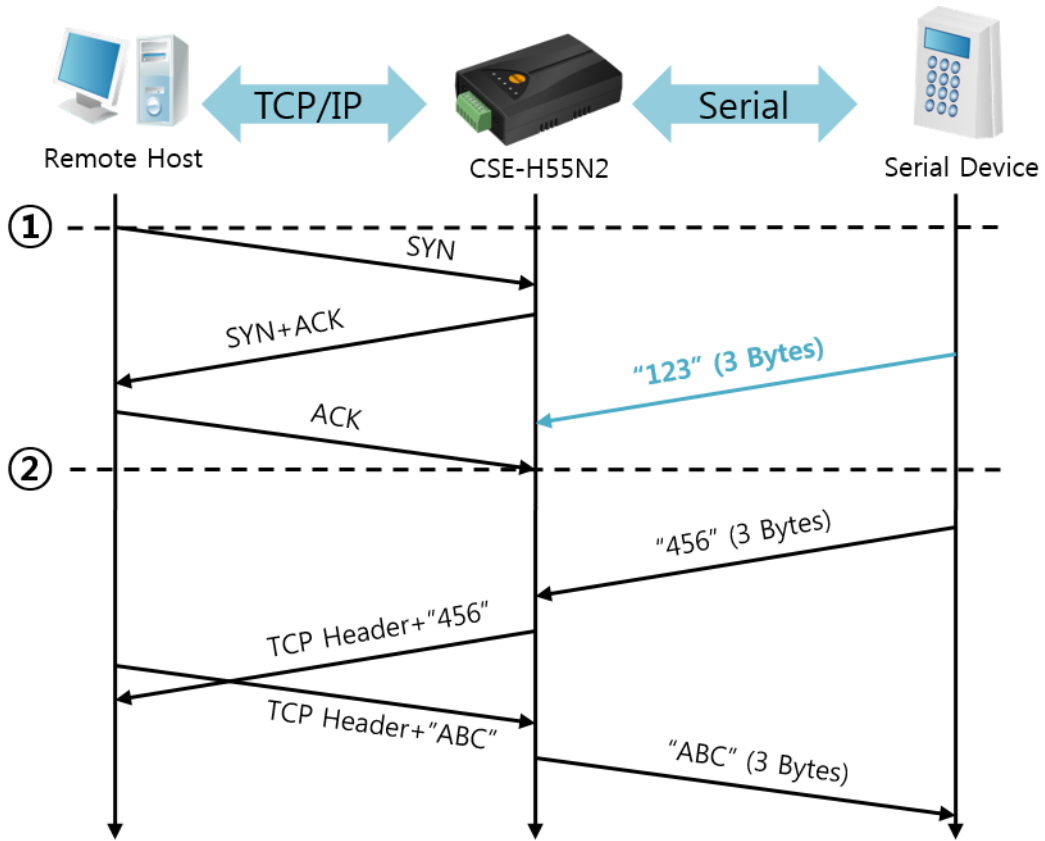 TCP/IP
Serial
Remote Host
CSE-H55N2
Serial Device
①
SYN
SYN+ACK
“123” (3 Bytes)
ACK
②
“456” (3 Bytes)
TCP Header+”456”
TCP Header+”ABC”
“ABC” (3 Bytes)